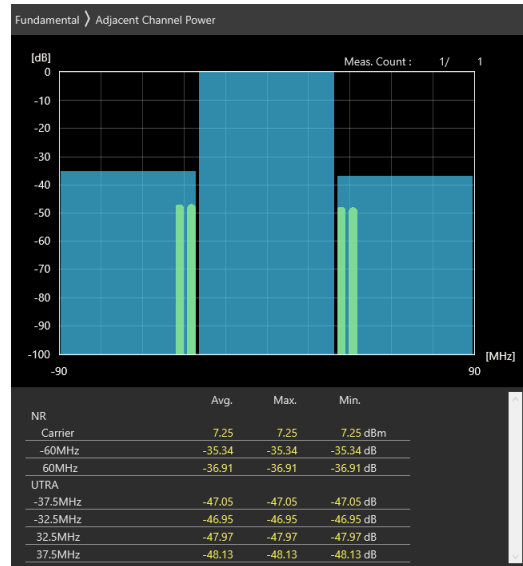 Fundamental 〉 Adjacent Channel Power
[dB]
Meas. Count : 1/ 1
0
-10
-20
-30
-40
-50
-60
-70
-80
-90
-100
[MHz]
-90 90
Avg. Max. Min.
NR
Carrier 7.25 7.25 7.25 dBm
-60MHz -35.34 -35.34 -35.34 dB
60MHz -36.91 -36.91 -36.91 dB
UTRA
-37.5MHz -47.05 -47.05 -47.05 dB
-32.5MHz -46.95 -46.95 -46.95 dB
32.5MHz -47.97 -47.97 -47.97 dB
37.5MHz -48.13 -48.13 -48.13 dB